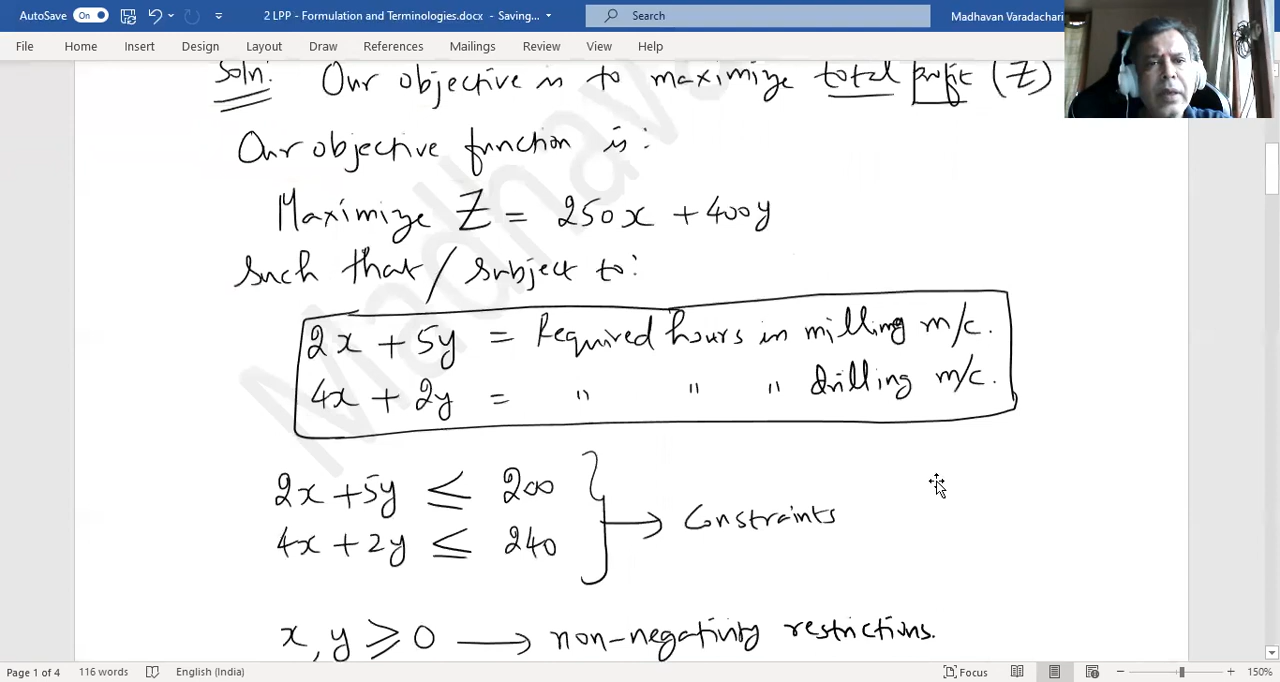 AutoSave On 2 LPP - Formulation and Terminologies.docx - Saving... Search Madhavan Varadachari
File Home Insert Design Layout Draw References Mailings Review View Help
Soln: Our objective is to maximize total profit (Z)
Our objective function is:
Maximize Z = 250x + 400y
such that / subject to:
2x + 5y = Required hours in milling m/c.
4x + 2y = " " " drilling m/c.
2x + 5y ≤ 200
4x + 2y ≤ 240
→ Constraints
x, y ≥ 0 → non-negativity restrictions.
Madhav
Page 1 of 4 116 words English (India) Focus 150%